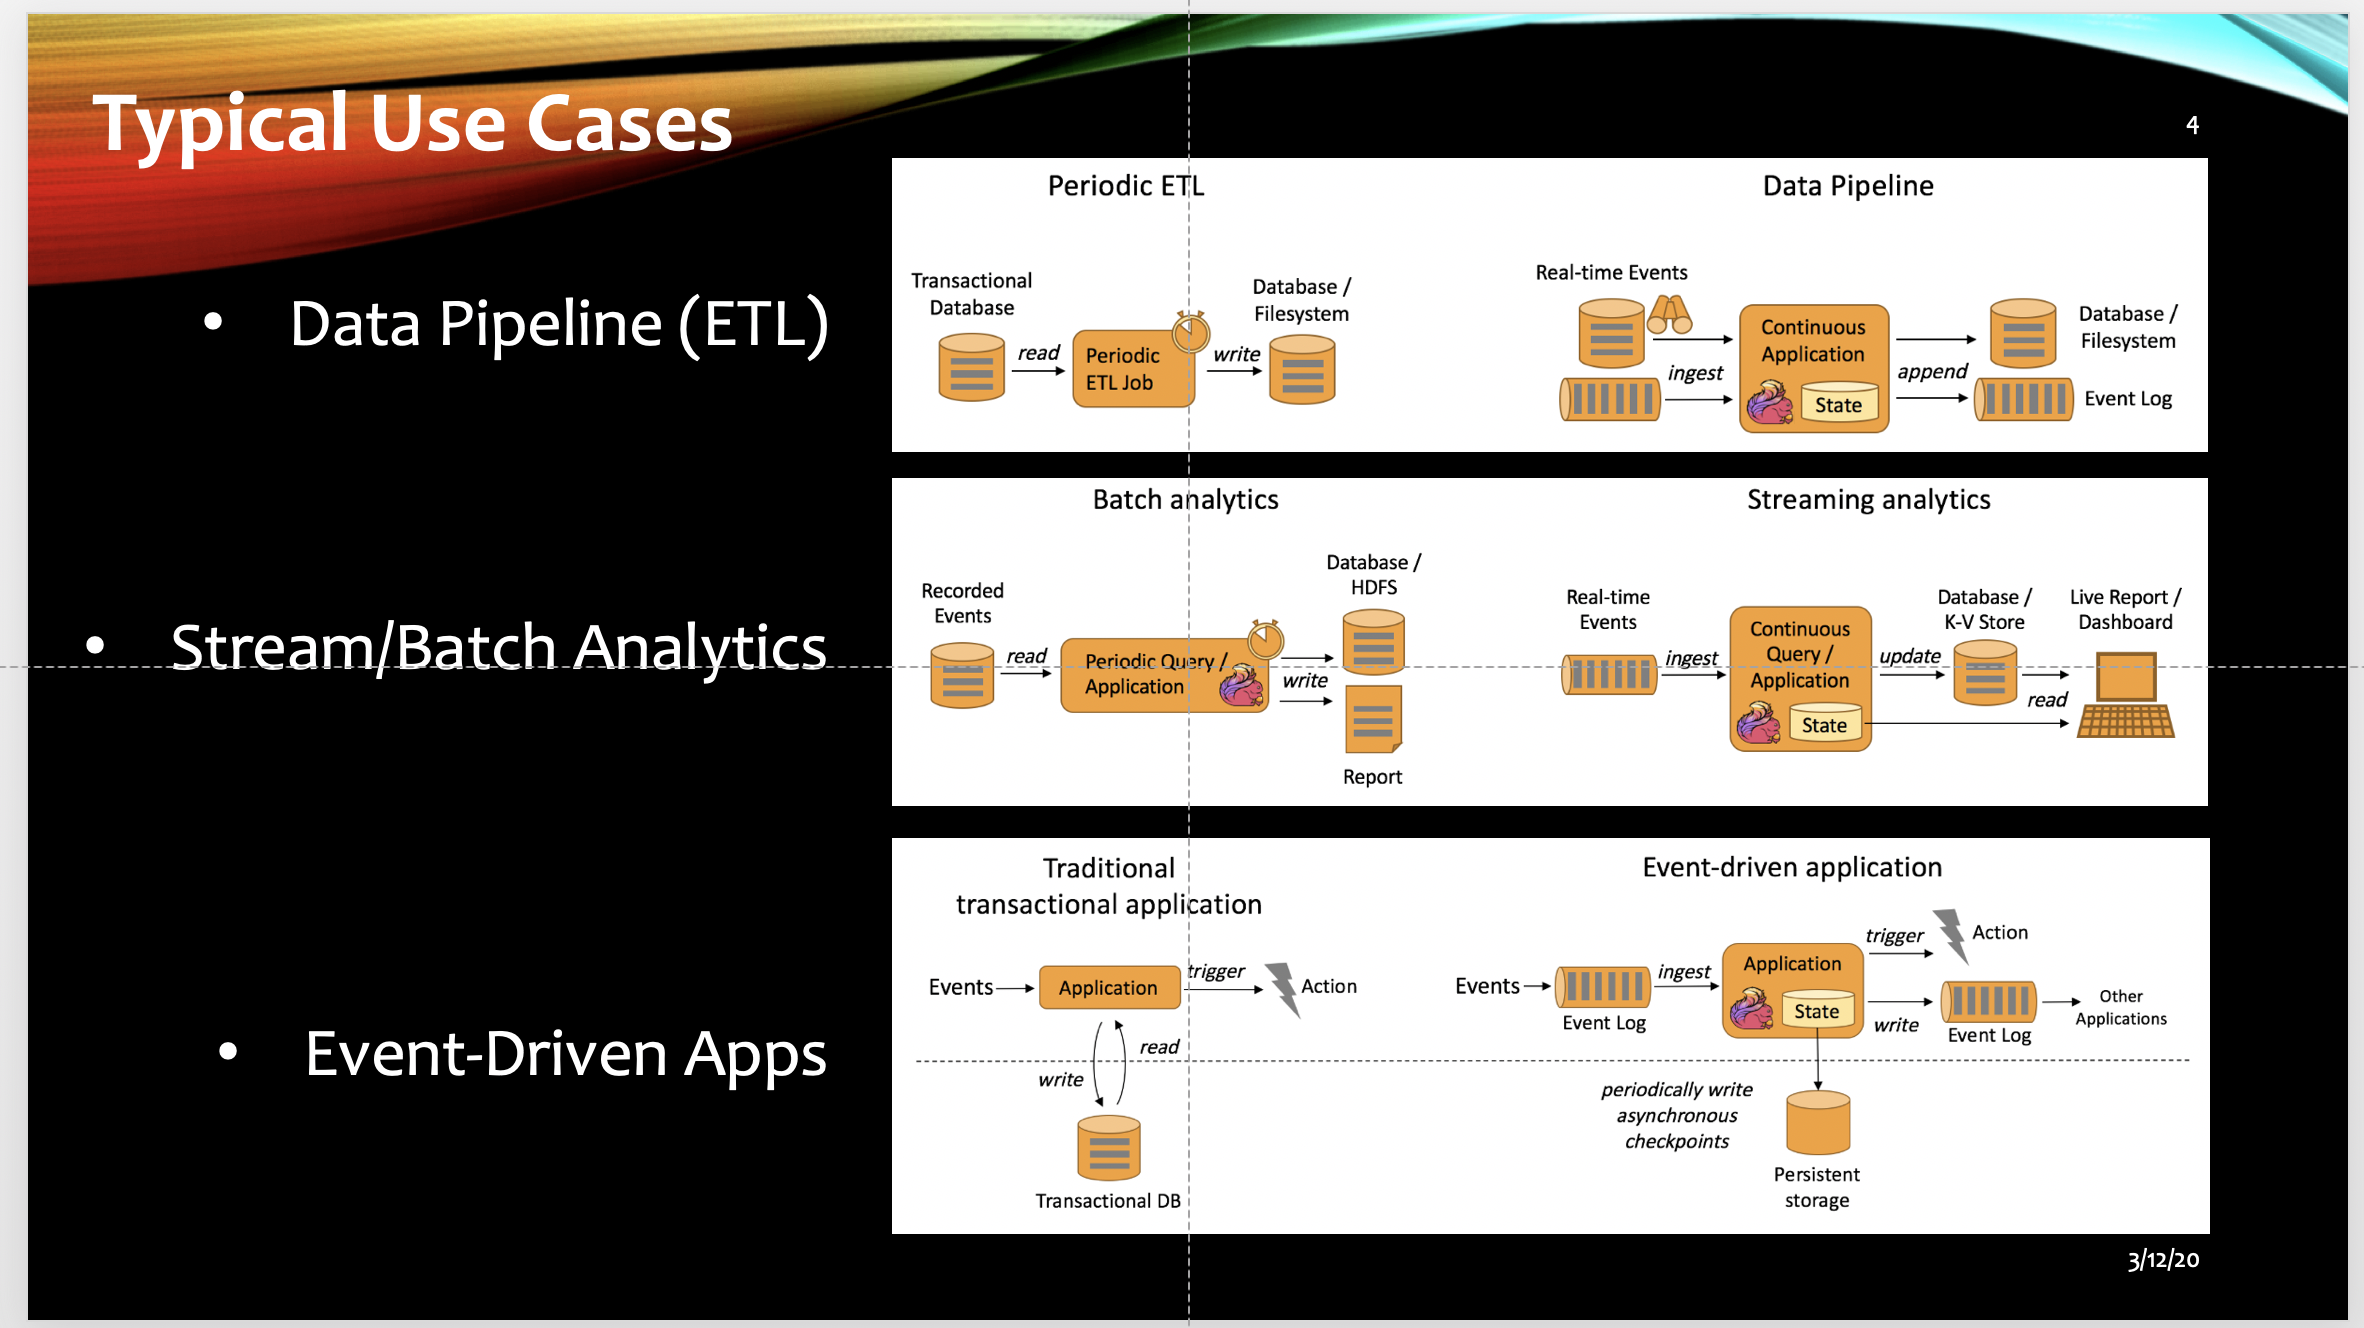 Typical Use Cases
4
• Data Pipeline (ETL)
Periodic ETL
Transactional
Database
read
Periodic
ETL Job
write
Database /
Filesystem
Data Pipeline
Real-time Events
ingest
Continuous
Application
State
append
Database /
Filesystem
Event Log
• Stream/Batch Analytics
Batch analytics
Recorded
Events
read
Periodic Query /
Application
write
Database /
HDFS
Report
Streaming analytics
Real-time
Events
ingest
Continuous
Query /
Application
State
update
Database /
K-V Store
read
Live Report /
Dashboard
• Event-Driven Apps
Traditional
transactional application
Events
Application
trigger
Action
read
write
Transactional DB
Event-driven application
Events
Event Log
ingest
Application
State
trigger
Action
write
Event Log
Other
Applications
periodically write
asynchronous
checkpoints
Persistent
storage
3/12/20